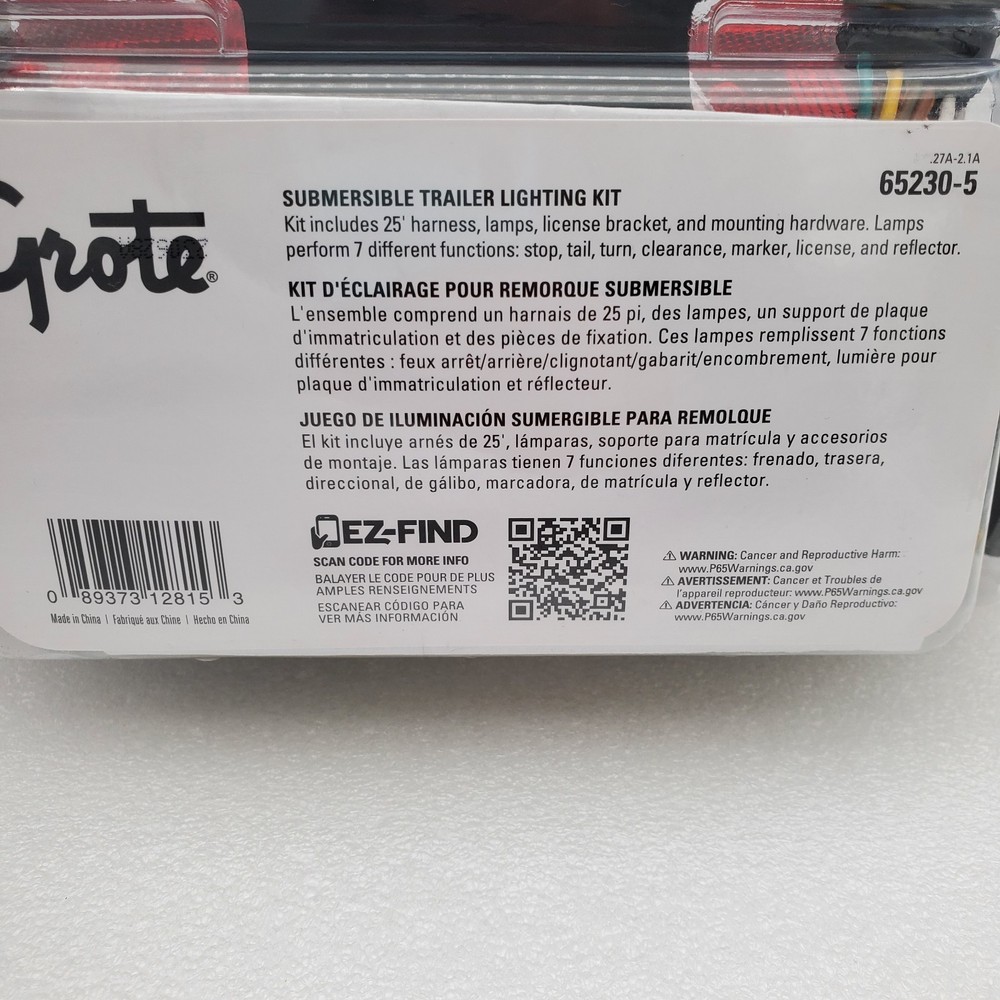 .27A-2.1A
65230-5
Grote®
SUBMERSIBLE TRAILER LIGHTING KIT
Kit includes 25' harness, lamps, license bracket, and mounting hardware. Lamps
perform 7 different functions: stop, tail, turn, clearance, marker, license, and reflector.
KIT D'ÉCLAIRAGE POUR REMORQUE SUBMERSIBLE
L'ensemble comprend un harnais de 25 pi, des lampes, un support de plaque
d'immatriculation et des pièces de fixation. Ces lampes remplissent 7 fonctions
différentes : feux arrêt/arrière/clignotant/gabarit/encombrement, lumière pour
plaque d'immatriculation et réflecteur.
JUEGO DE ILUMINACIÓN SUMERGIBLE PARA REMOLQUE
El kit incluye arnés de 25', lámparas, soporte para matrícula y accesorios
de montaje. Las lámparas tienen 7 funciones diferentes: frenado, trasera,
direccional, de gálibo, marcadora, de matrícula y reflector.
0 89373 12815 3
Made in China | Fabriqué aux Chine | Hecho en China
EZ-FIND
SCAN CODE FOR MORE INFO
BALAYER LE CODE POUR DE PLUS
AMPLES RENSEIGNEMENTS
ESCANEAR CÓDIGO PARA
VER MÁS INFORMACIÓN
⚠ WARNING: Cancer and Reproductive Harm:
www.P65Warnings.ca.gov
⚠ AVERTISSEMENT: Cancer et Troubles de
l'appareil reproducteur: www.P65Warnings.ca.gov
⚠ ADVERTENCIA: Cáncer y Daño Reproductivo:
www.P65Warnings.ca.gov